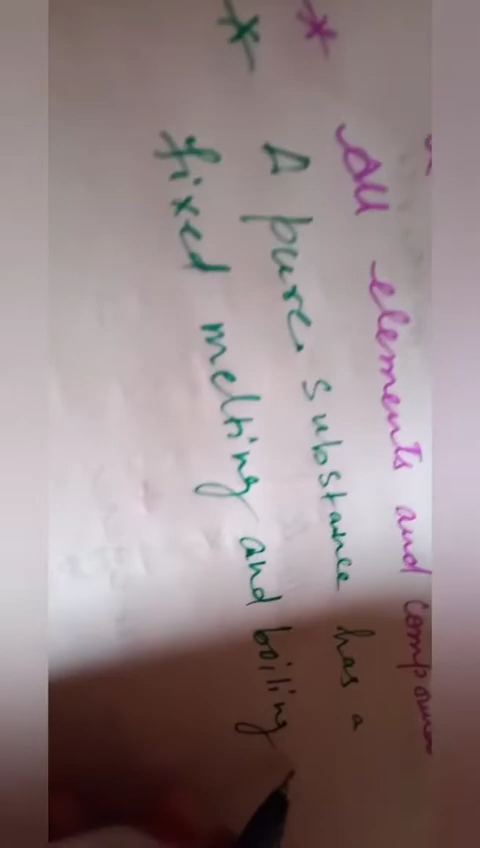 * All elements and compoun
* A pure substance has a
fixed melting and boiling